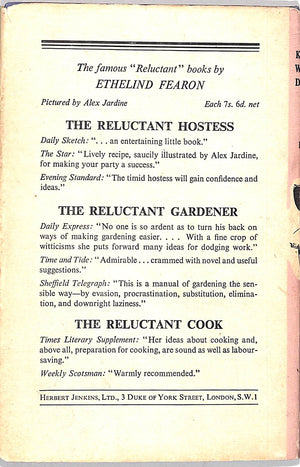 The famous "Reluctant" books by
ETHELIND FEARON
Pictured by Alex Jardine Each 7s. 6d. net
THE RELUCTANT HOSTESS
Daily Sketch: ". . . an entertaining little book."
The Star: "Lively recipe, saucily illustrated by Alex Jardine,
for making your party a success."
Evening Standard: "The timid hostess will gain confidence and
ideas."
THE RELUCTANT GARDENER
Daily Express: "No one is so ardent as to turn his back on
ways of making gardening easier. . . . With a fine crop of
witticisms she puts forward many ideas for dodging work."
Time and Tide: "Admirable . . . crammed with novel and useful
suggestions."
Sheffield Telegraph: "This is a manual of gardening the sen-
sible way—by evasion, procrastination, substitution, elimina-
tion, and downright laziness."
THE RELUCTANT COOK
Times Literary Supplement: "Her ideas about cooking and,
above all, preparation for cooking, are sound as well as labour-
saving."
Weekly Scotsman: "Warmly recommended."
HERBERT JENKINS, LTD., 3 DUKE OF YORK STREET, LONDON, S.W.1